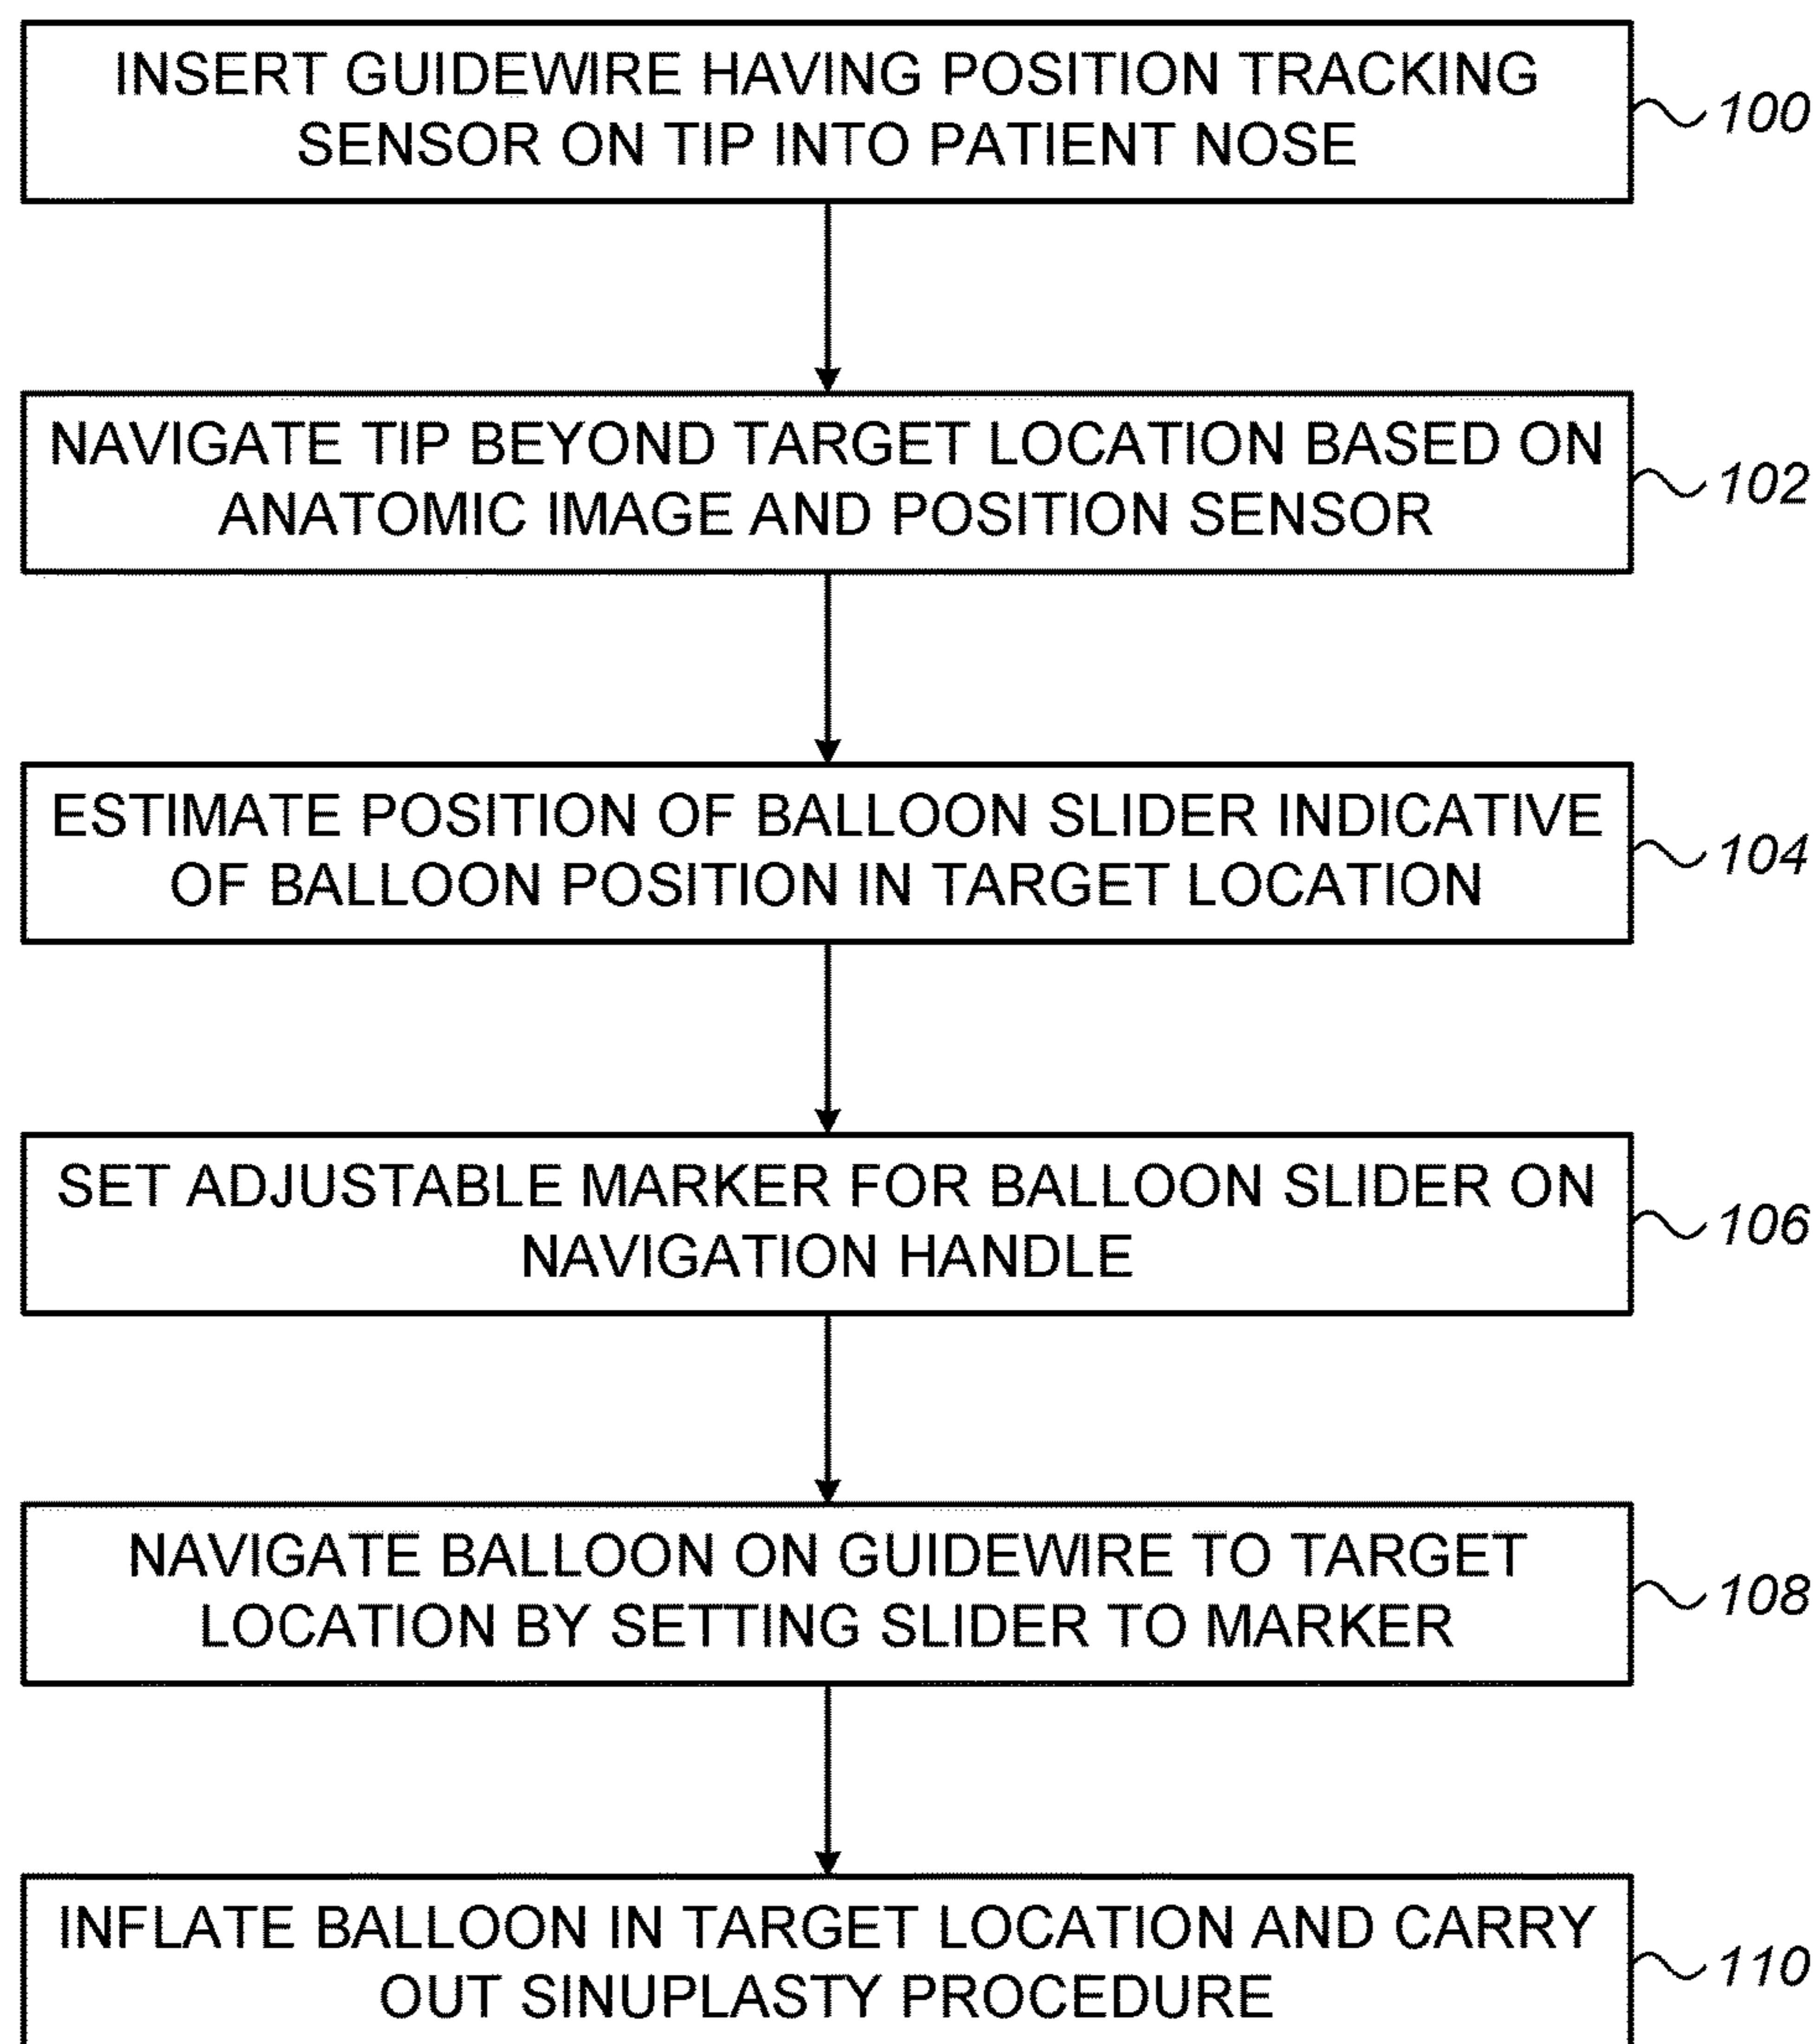 INSERT GUIDEWIRE HAVING POSITION TRACKING
SENSOR ON TIP INTO PATIENT NOSE
100
NAVIGATE TIP BEYOND TARGET LOCATION BASED ON
ANATOMIC IMAGE AND POSITION SENSOR
102
ESTIMATE POSITION OF BALLOON SLIDER INDICATIVE
OF BALLOON POSITION IN TARGET LOCATION
104
SET ADJUSTABLE MARKER FOR BALLOON SLIDER ON
NAVIGATION HANDLE
106
NAVIGATE BALLOON ON GUIDEWIRE TO TARGET
LOCATION BY SETTING SLIDER TO MARKER
108
INFLATE BALLOON IN TARGET LOCATION AND CARRY
OUT SINUPLASTY PROCEDURE
110